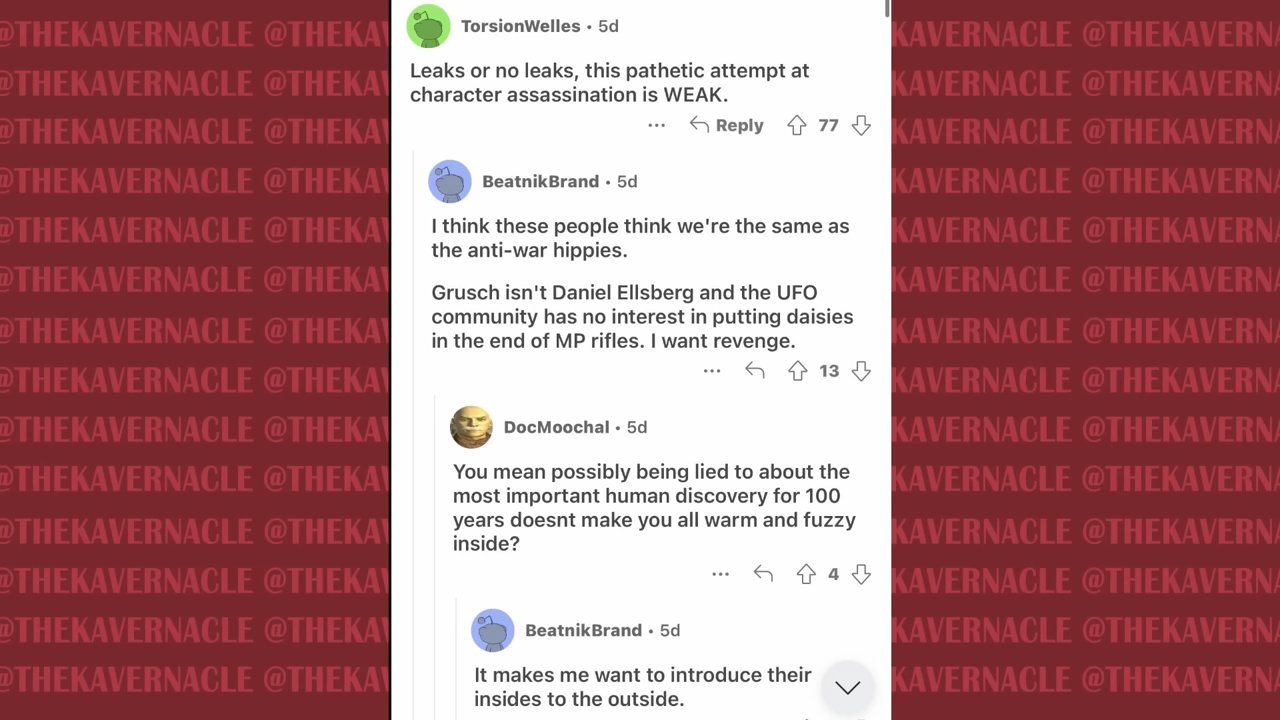 @THEKAVERNACLE @THEKAVERNACLE
TorsionWelles • 5d
Leaks or no leaks, this pathetic attempt at
character assassination is WEAK.
... Reply 77
BeatnikBrand • 5d
I think these people think we're the same as
the anti-war hippies.
Grusch isn't Daniel Ellsberg and the UFO
community has no interest in putting daisies
in the end of MP rifles. I want revenge.
... 13
DocMoochal • 5d
You mean possibly being lied to about the
most important human discovery for 100
years doesnt make you all warm and fuzzy
inside?
... 4
BeatnikBrand • 5d
It makes me want to introduce their
insides to the outside.